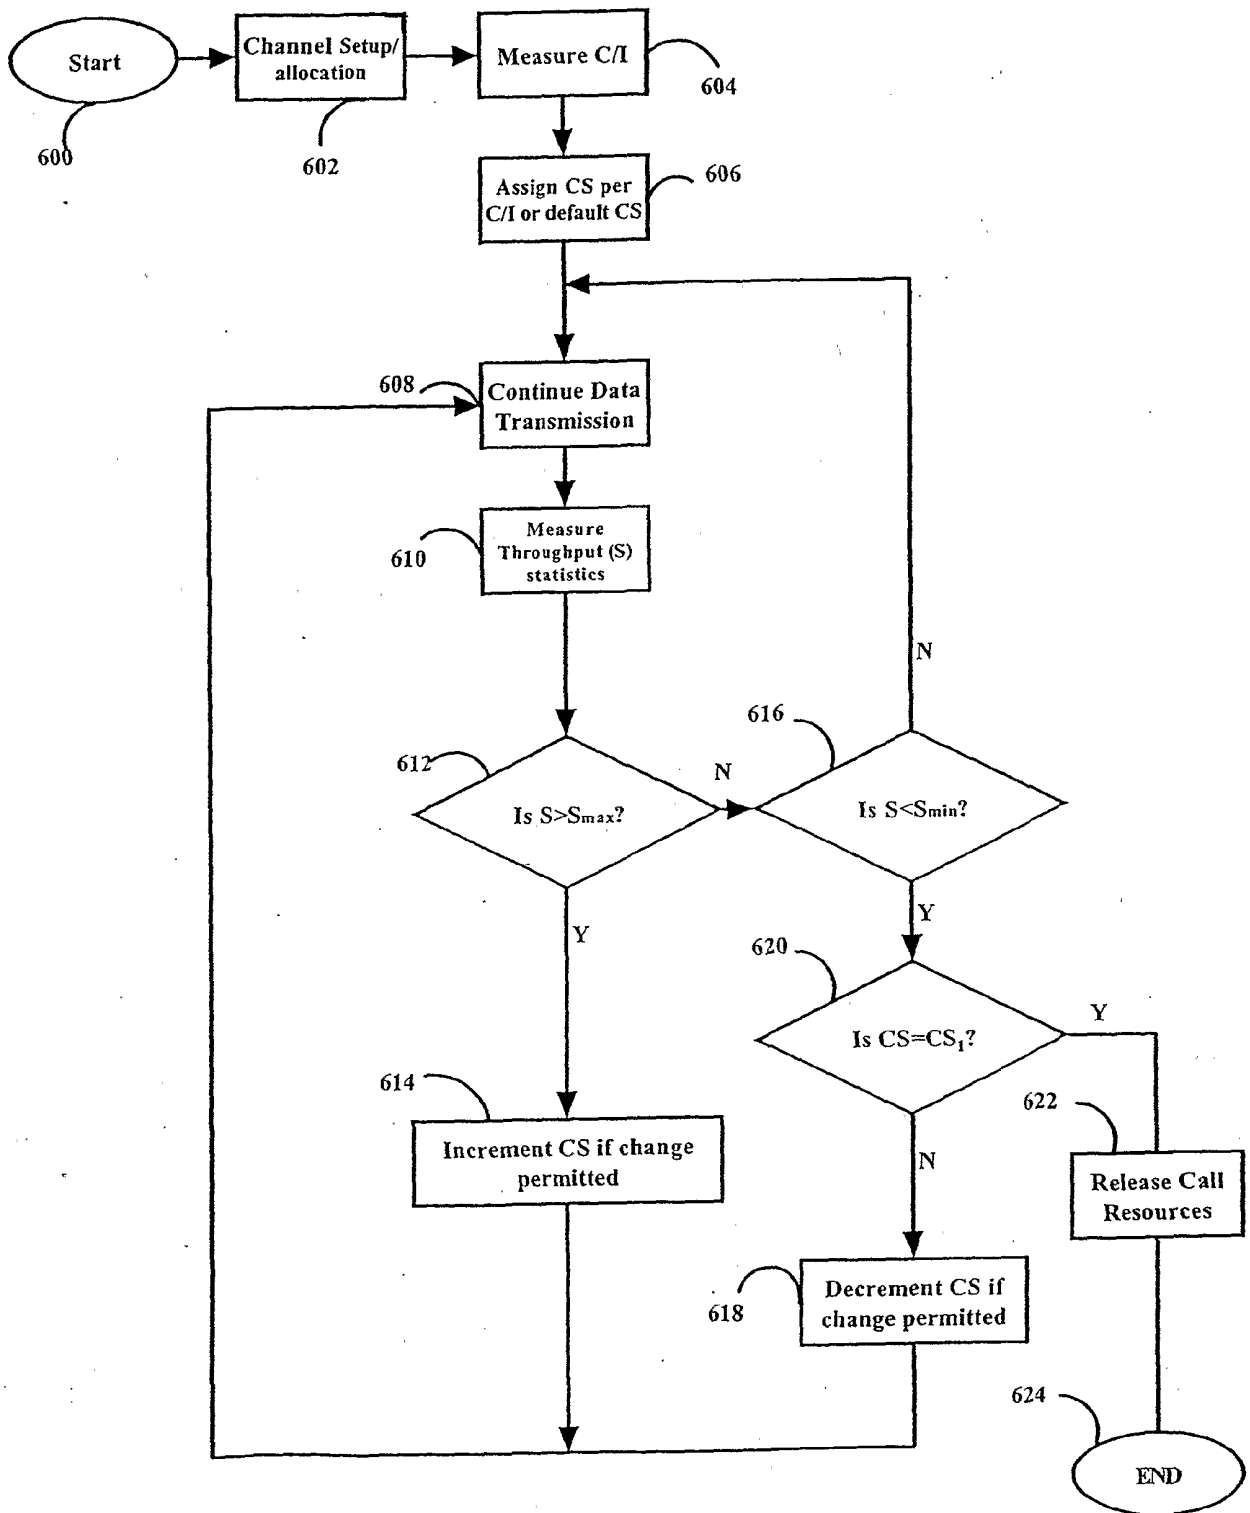 Start
600
Channel Setup/
allocation
602
Measure C/I
604
Assign CS per
C/I or default CS
606
608
Continue Data
Transmission
610
Measure
Throughput (S)
statistics
N
612
Is S>Smax?
N
616
Is S<Smin?
Y
Y
620
Is CS=CS1?
Y
614
Increment CS if change
permitted
N
622
Release Call
Resources
618
Decrement CS if
change permitted
624
END